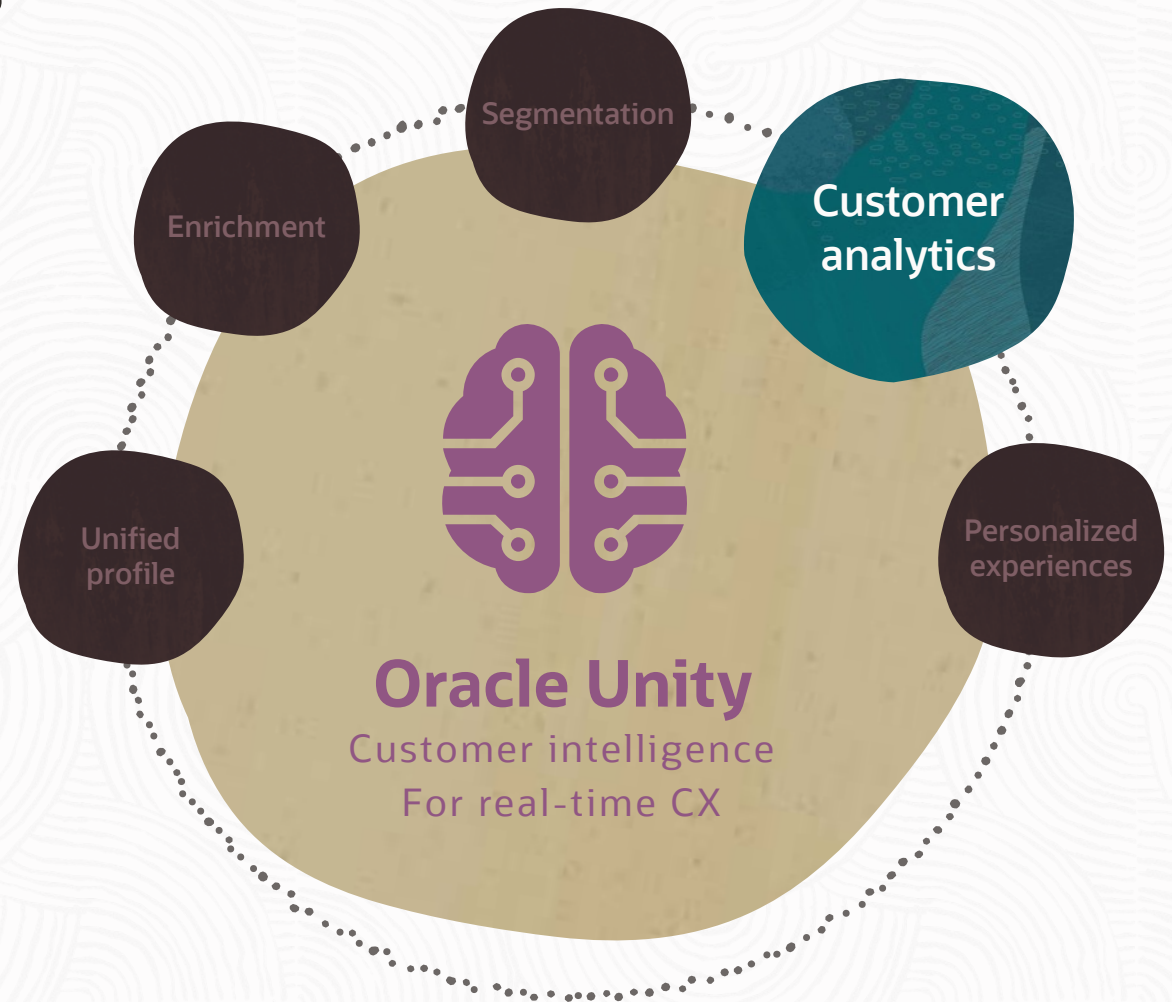 Segmentation
Customer
analytics
Enrichment
Unified
profile
Personalized
experiences
Oracle Unity
Customer intelligence
For real-time CX